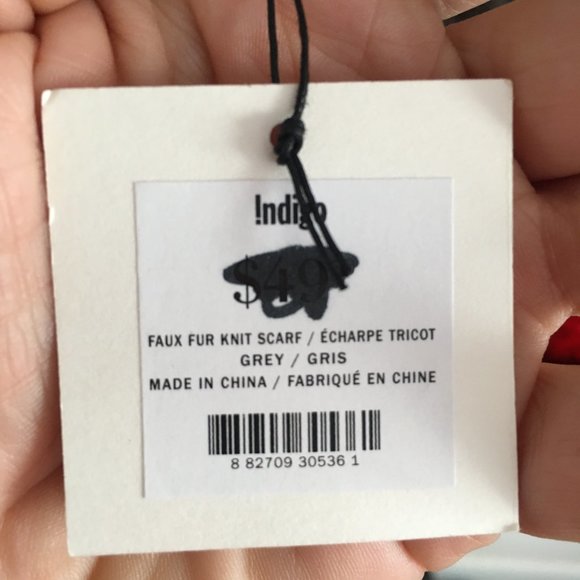 !ndigo
$49
FAUX FUR KNIT SCARF / ÉCHARPE TRICOT
GREY / GRIS
MADE IN CHINA / FABRIQUÉ EN CHINE
8 82709 30536 1